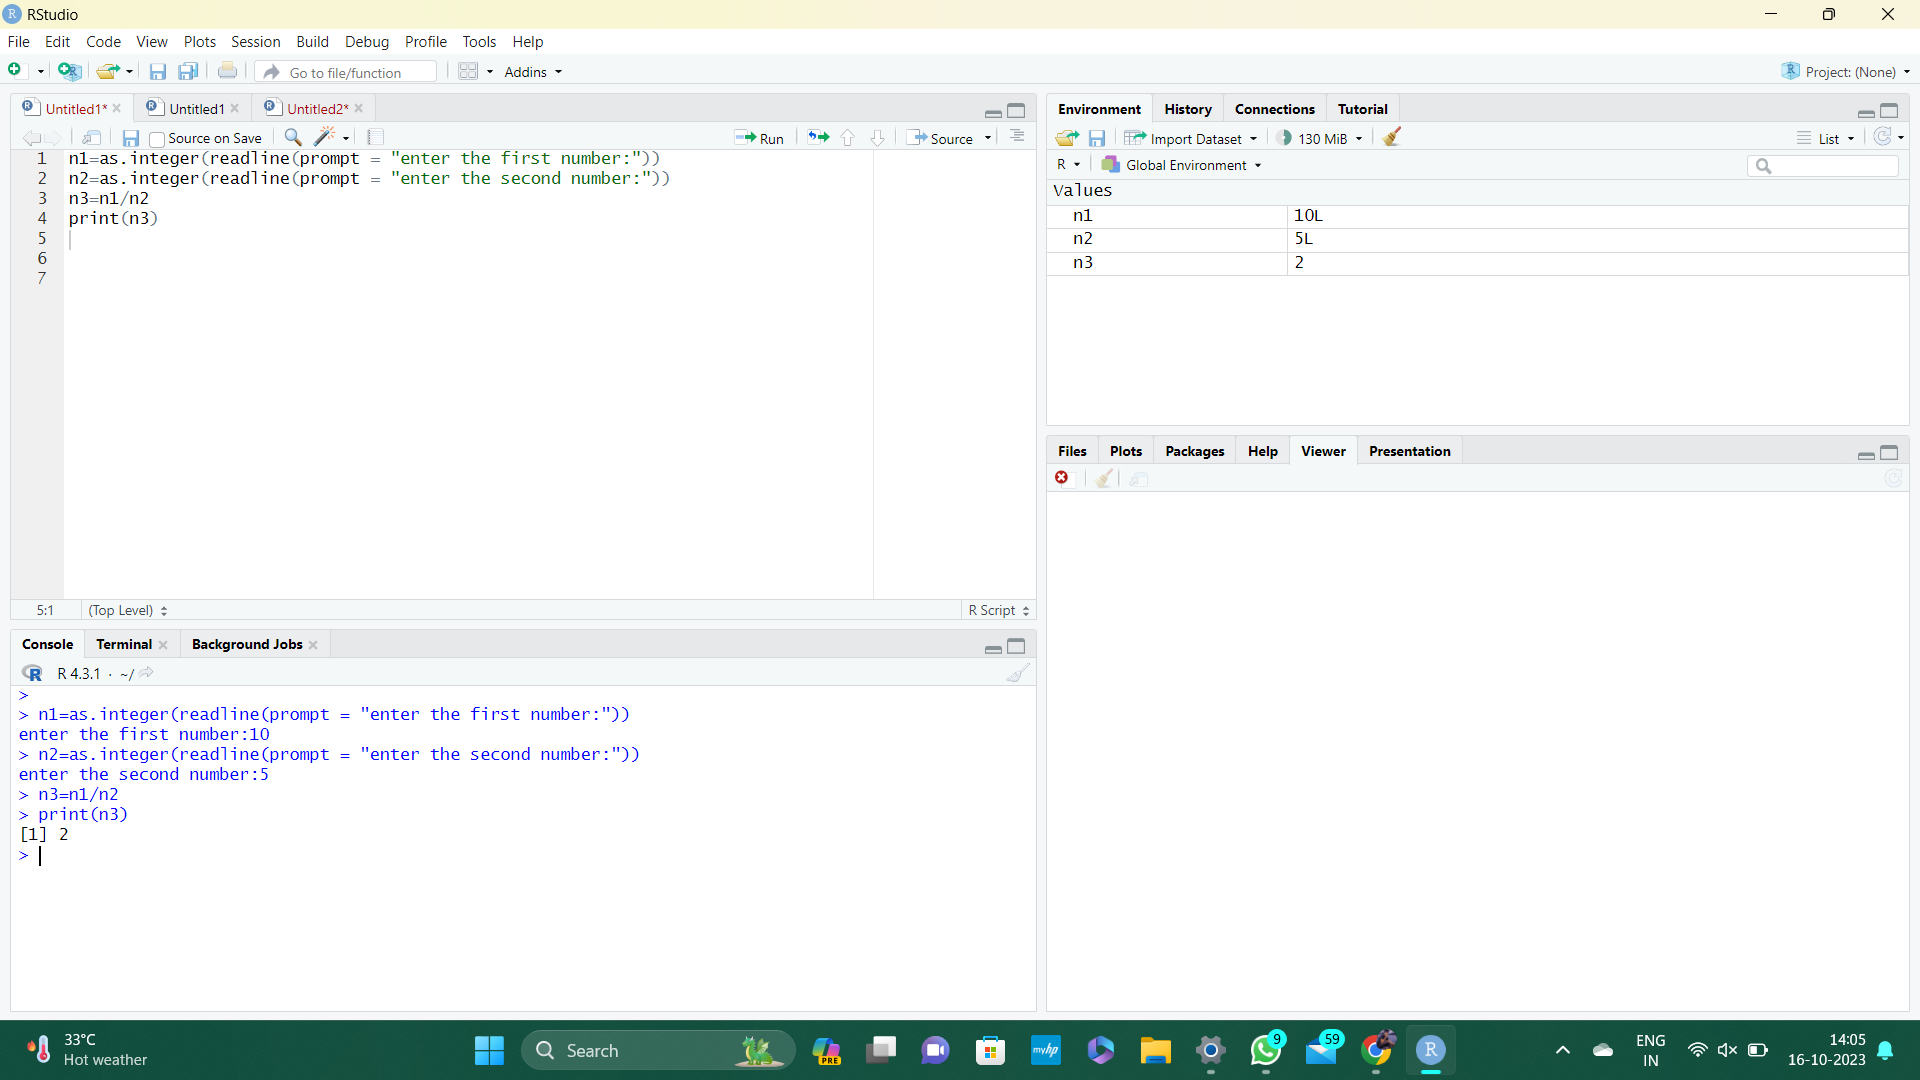 RStudio
File Edit Code View Plots Session Build Debug Profile Tools Help
Go to file/function Addins Project: (None)
Untitled1* Untitled1 Untitled2*
Source on Save Run Source
1 n1=as.integer(readline(prompt = "enter the first number:"))
2 n2=as.integer(readline(prompt = "enter the second number:"))
3 n3=n1/n2
4 print(n3)
5
6
7
5:1 (Top Level) R Script
Console Terminal Background Jobs
R R 4.3.1 · ~/
>
> n1=as.integer(readline(prompt = "enter the first number:"))
enter the first number:10
> n2=as.integer(readline(prompt = "enter the second number:"))
enter the second number:5
> n3=n1/n2
> print(n3)
[1] 2
>
Environment History Connections Tutorial
Import Dataset 130 MiB List
R Global Environment
Values
n1 10L
n2 5L
n3 2
Files Plots Packages Help Viewer Presentation
33°C
Hot weather
Search
PRE
myhp
9
59
R
ENG
IN
14:05
16-10-2023